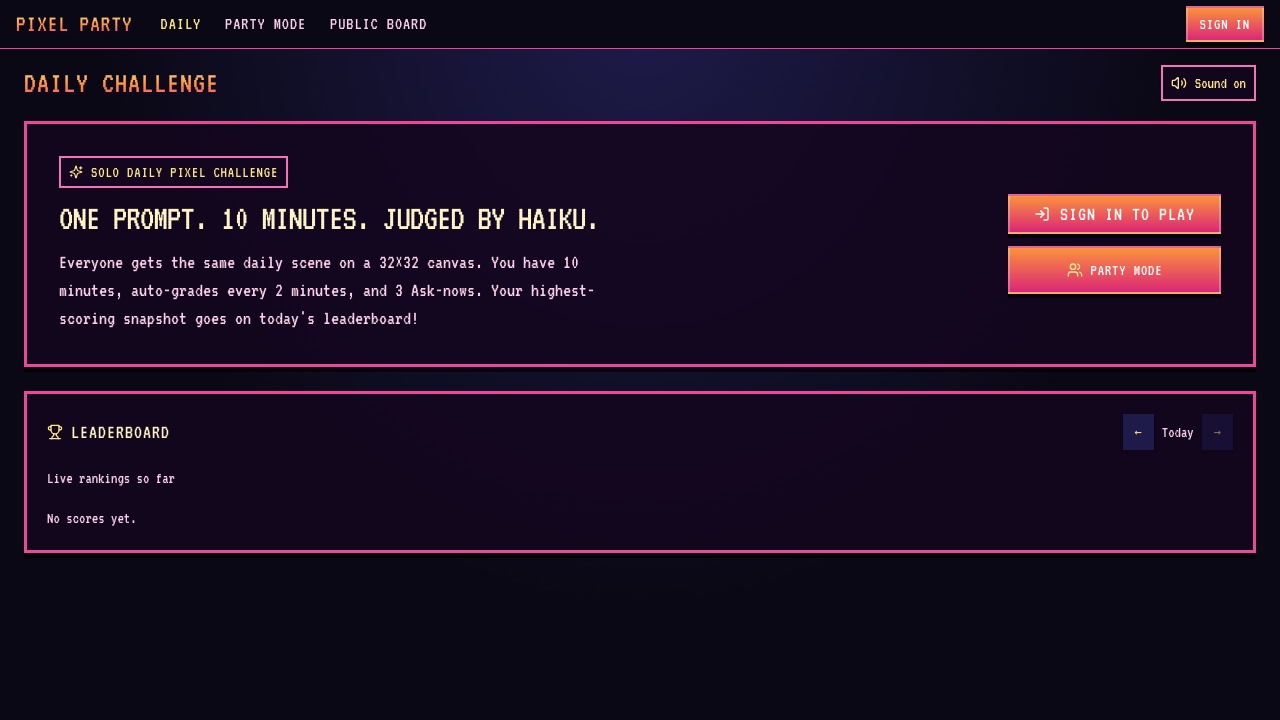 PIXEL PARTY DAILY PARTY MODE PUBLIC BOARD SIGN IN
DAILY CHALLENGE Sound on
SOLO DAILY PIXEL CHALLENGE
ONE PROMPT. 10 MINUTES. JUDGED BY HAIKU.
Everyone gets the same daily scene on a 32X32 canvas. You have 10
minutes, auto-grades every 2 minutes, and 3 Ask-nows. Your highest-
scoring snapshot goes on today's leaderboard!
SIGN IN TO PLAY
PARTY MODE
LEADERBOARD ← Today →
Live rankings so far
No scores yet.